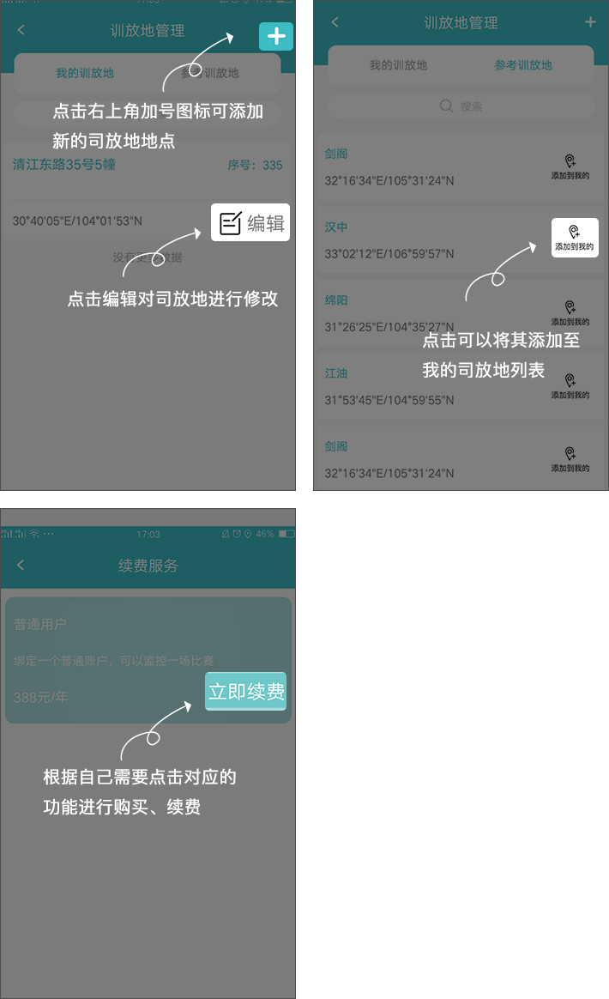 训放地管理
我的训放地
参考训放地
点击右上角加号图标可添加
新的司放地地点
清江东路35号5幢
序号：335
30°40'05"E/104°01'53"N
编辑
没有更多数据
点击编辑对司放地进行修改
训放地管理
我的训放地
参考训放地
搜索
剑阁
32°16'34"E/105°31'24"N
添加到我的
汉中
33°02'12"E/106°59'57"N
添加到我的
绵阳
31°26'25"E/104°35'27"N
添加到我的
点击可以将其添加至
我的司放地列表
江油
31°53'45"E/104°59'55"N
添加到我的
剑阁
32°16'34"E/105°31'24"N
添加到我的
17:03
46%
续费服务
普通用户
绑定一个普通账户，可以监控一场比赛
388元/年
立即续费
根据自己需要点击对应的
功能进行购买、续费